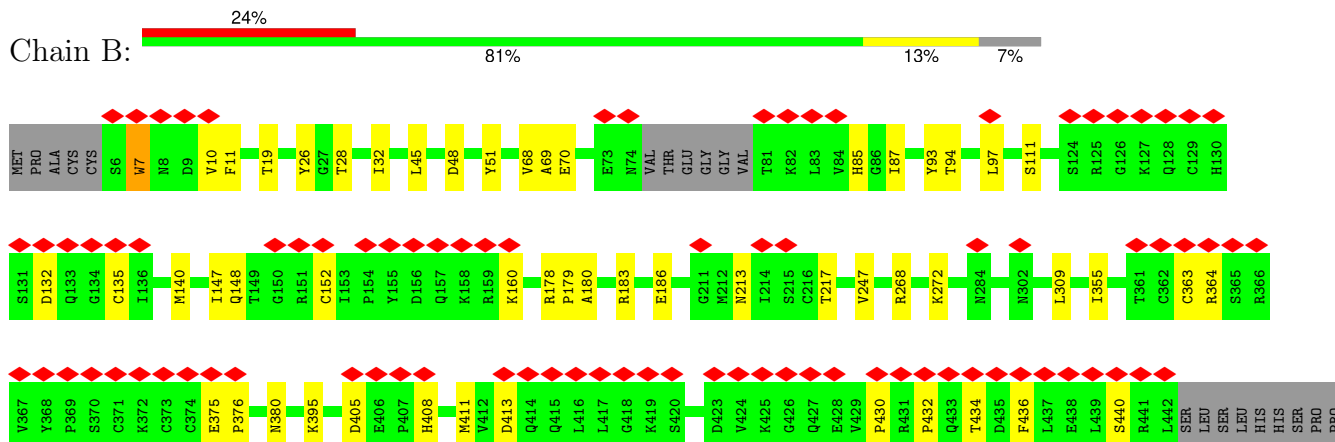 24%
Chain B:
81% 13% 7%
MET PRO ALA CYS CYS S6 W7 N8 D9 V10 F11 T19 Y26 G27 T28 I32 L45 D48 Y51 V68 A69 E70 E73 N74 VAL THR GLU GLY GLY VAL T81 K82 L83 V84 H85 G86 I87 Y93 T94 L97 S111 S124 R125 G126 K127 Q128 C129 H130
S131 D132 Q133 G134 C135 I136 M140 I147 Q148 T149 G150 R151 C152 I153 P154 Y155 D156 Q157 K158 R159 K160 R178 P179 A180 R183 E186 G211 M212 N213 I214 S215 C216 T217 V247 R268 K272 N284 N302 L309 I355 T361 C362 C363 R364 S365 R366
V367 Y368 P369 S370 C371 K372 C373 C374 E375 P376 N380 K395 D405 E406 P407 H408 M411 V412 D413 Q414 Q415 L416 L417 G418 K419 S420 D423 V424 K425 G426 Q427 E428 V429 P430 R431 P432 Q433 T434 D435 F436 L437 E438 L439 S440 R441 L442 SER LEU SER LEU HIS HIS SER PRO PRO